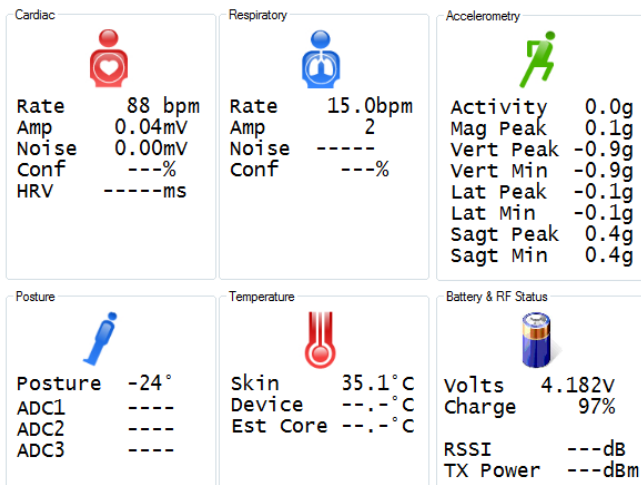 Cardiac
Rate 88 bpm
Amp 0.04mV
Noise 0.00mV
Conf ---%
HRV -----ms
Respiratory
Rate 15.0bpm
Amp 2
Noise -----
Conf ---%
Accelerometry
Activity 0.0g
Mag Peak 0.1g
Vert Peak -0.9g
Vert Min -0.9g
Lat Peak -0.1g
Lat Min -0.1g
Sagt Peak 0.4g
Sagt Min 0.4g
Posture
Posture -24°
ADC1 ----
ADC2 ----
ADC3 ----
Temperature
Skin 35.1°C
Device --.-°C
Est Core --.-°C
Battery & RF Status
Volts 4.182V
Charge 97%
RSSI ---dB
TX Power ---dBm